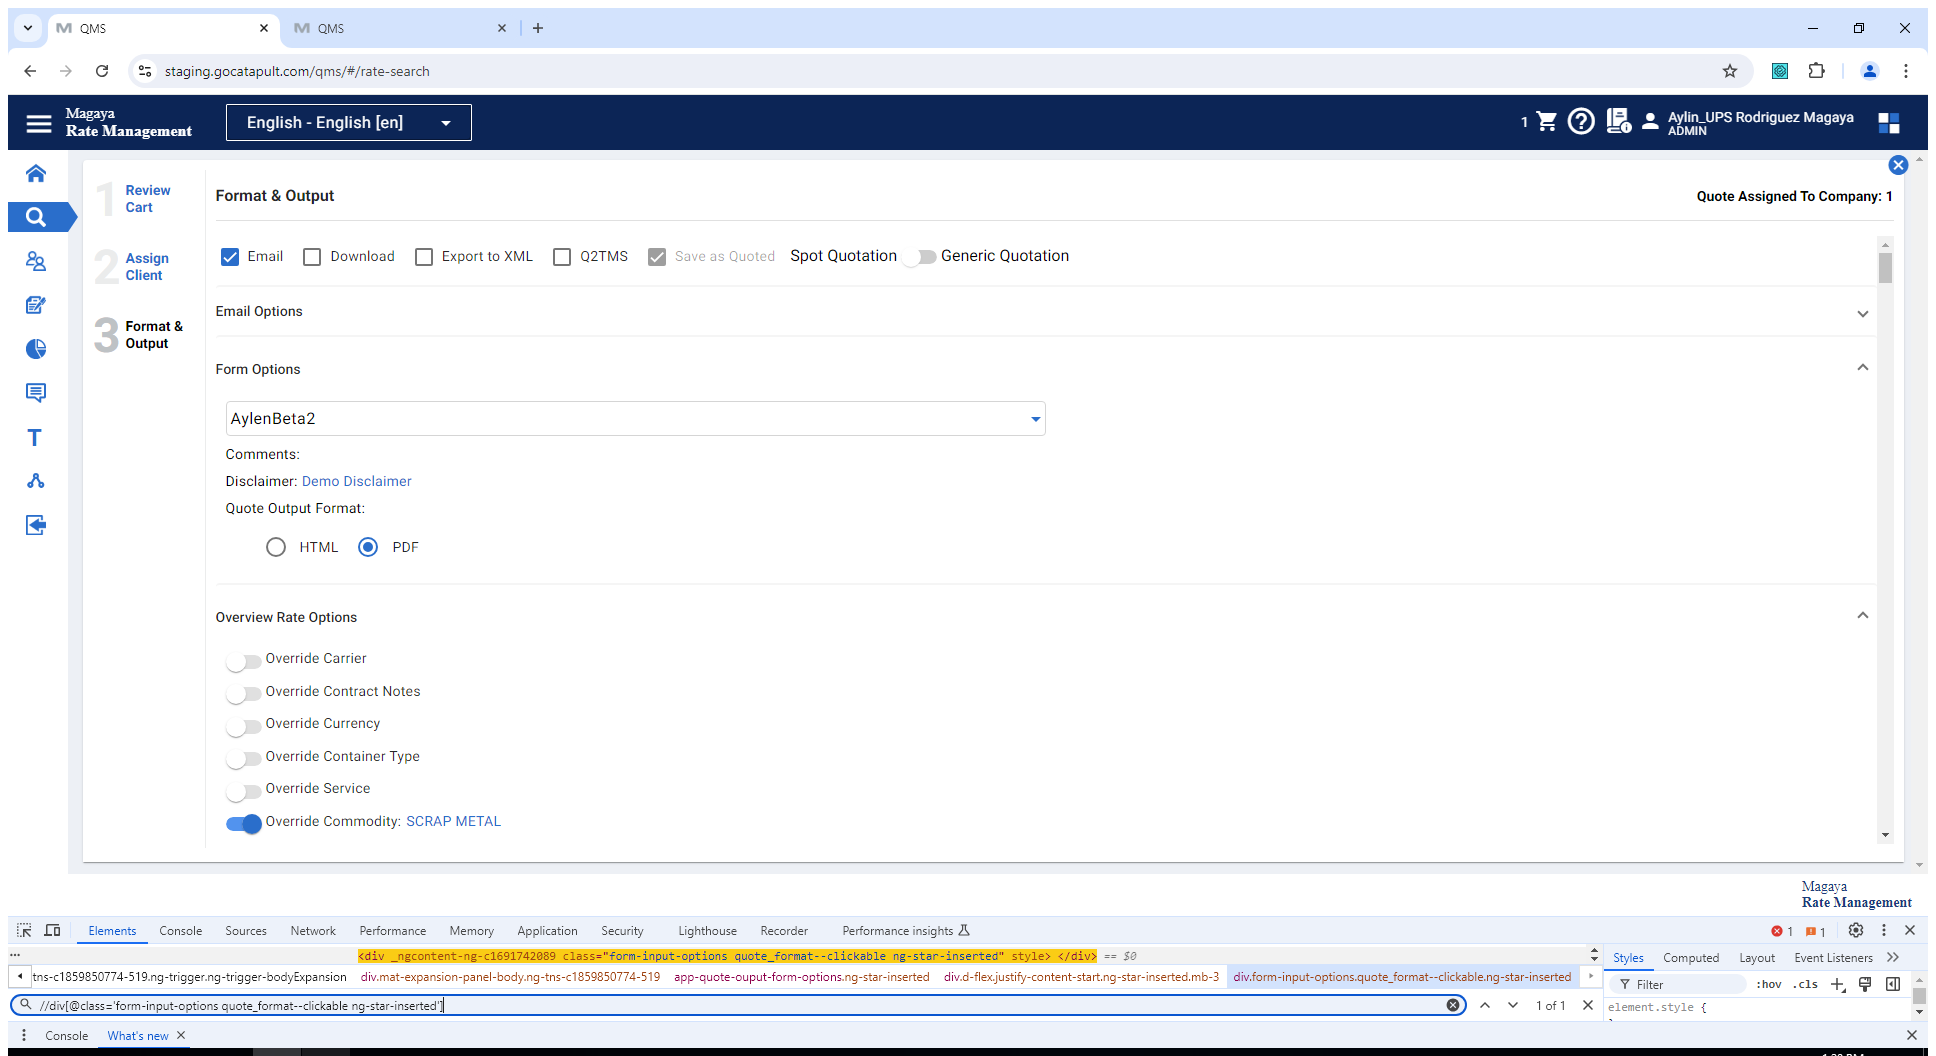 QMS
QMS
staging.gocatapult.com/qms/#/rate-search
Magaya
Rate Management
English - English [en]
1
Aylin_UPS Rodriguez Magaya
ADMIN
1 Review Cart
2 Assign Client
3 Format & Output
Format & Output
Quote Assigned To Company: 1
Email Download Export to XML Q2TMS Save as Quoted Spot Quotation Generic Quotation
Email Options
Form Options
AylenBeta2
Comments:
Disclaimer: Demo Disclaimer
Quote Output Format:
HTML PDF
Overview Rate Options
Override Carrier
Override Contract Notes
Override Currency
Override Container Type
Override Service
Override Commodity: SCRAP METAL
Magaya
Rate Management
Elements Console Sources Network Performance Memory Application Security Lighthouse Recorder Performance insights 1 1
<div _ngcontent-ng-c1691742089 class="form-input-options quote_format--clickable ng-star-inserted" style> </div> == $0
Styles Computed Layout Event Listeners
tns-c1859850774-519.ng-trigger.ng-trigger-bodyExpansion div.mat-expansion-panel-body.ng-tns-c1859850774-519 app-quote-ouput-form-options.ng-star-inserted div.d-flex.justify-content-start.ng-star-inserted.mb-3 div.form-input-options.quote_format--clickable.ng-star-inserted
Filter :hov .cls
//div[@class='form-input-options quote_format--clickable ng-star-inserted']
1 of 1
element.style {
Console What's new